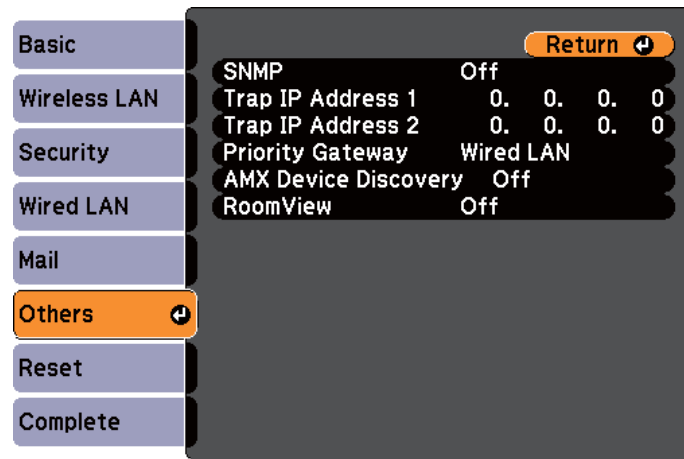 Basic
Wireless LAN
Security
Wired LAN
Mail
Others
Reset
Complete
Return
SNMP Off
Trap IP Address 1 0. 0. 0. 0
Trap IP Address 2 0. 0. 0. 0
Priority Gateway Wired LAN
AMX Device Discovery Off
RoomView Off